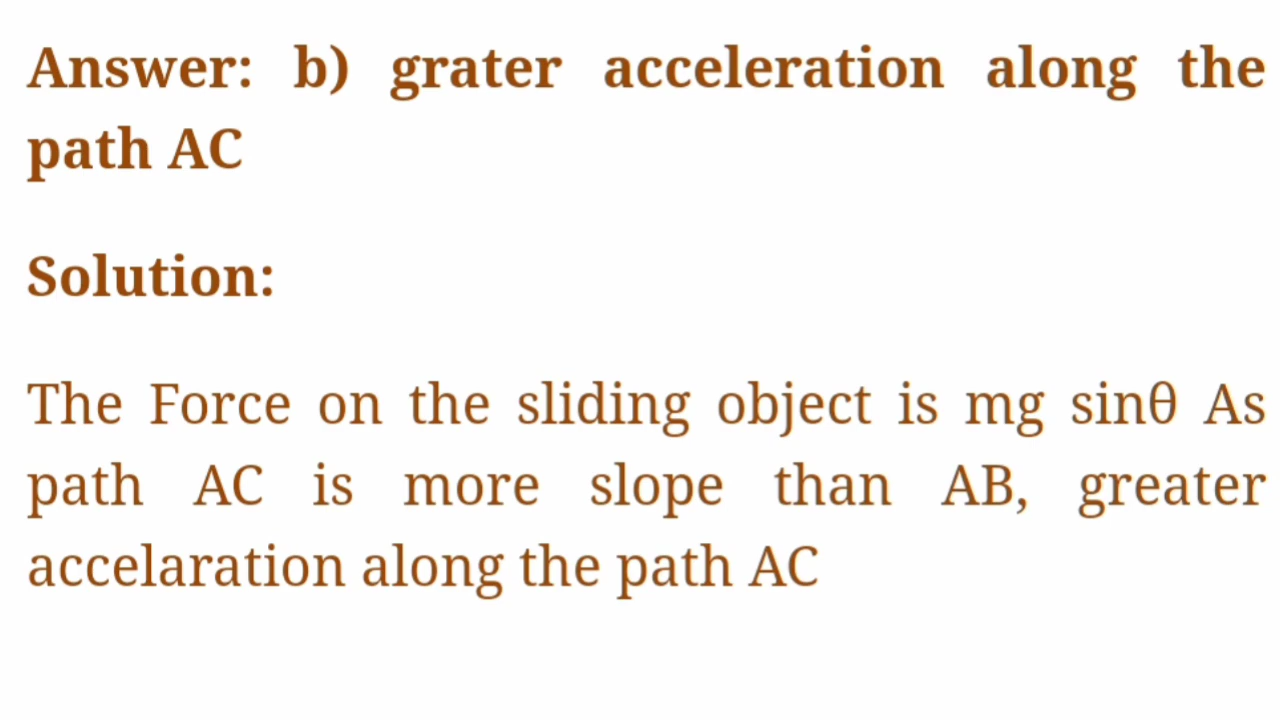 Answer: b) grater acceleration along the
path AC
Solution:
The Force on the sliding object is mg sinθ As
path AC is more slope than AB, greater
accelaration along the path AC